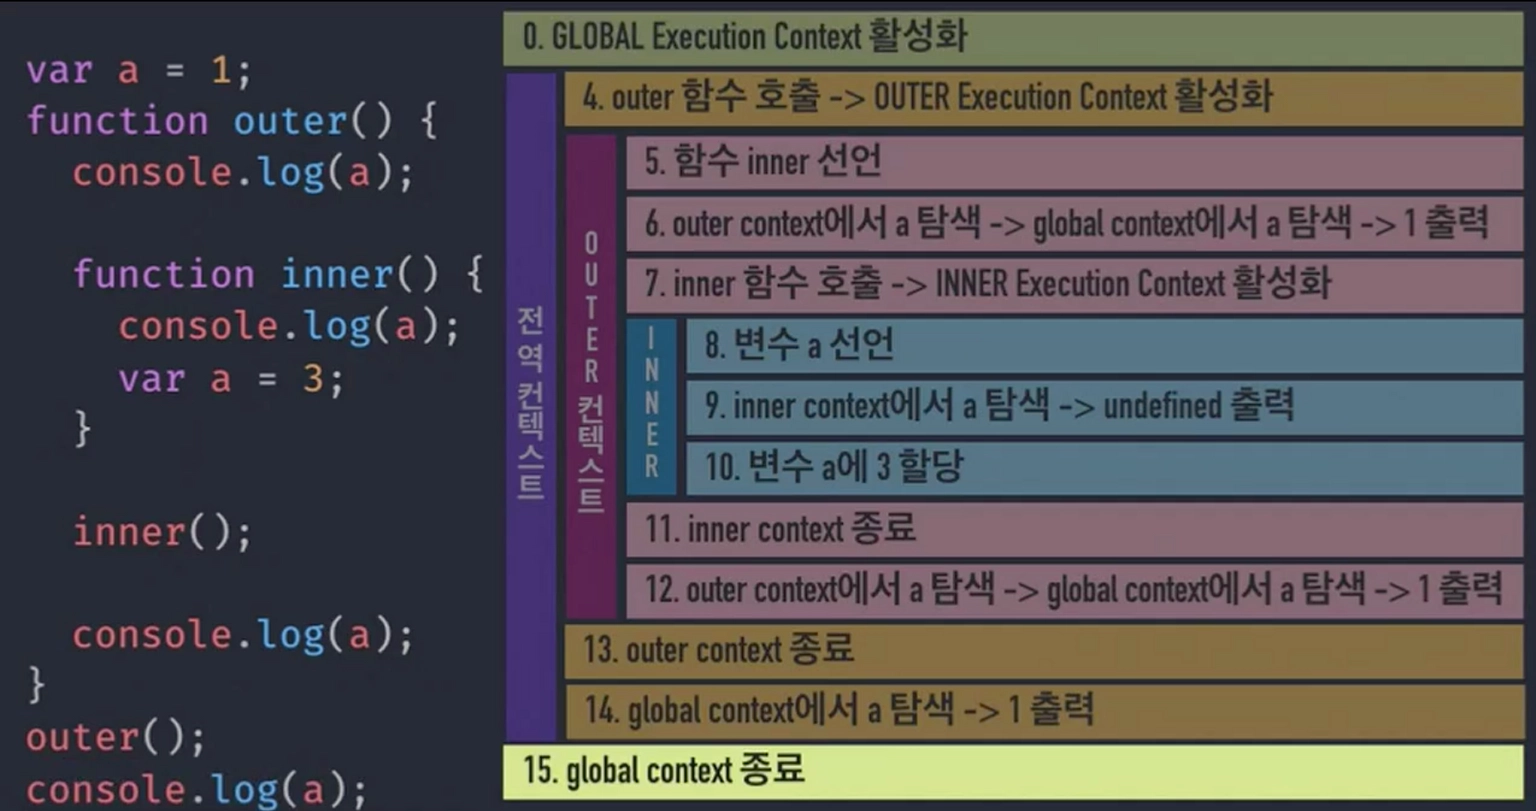 var a = 1;
function outer() {
  console.log(a);
  function inner() {
    console.log(a);
    var a = 3;
  }
  inner();
  console.log(a);
}
outer();
console.log(a);
0. GLOBAL Execution Context 활성화
전역 컨텍스트
4. outer 함수 호출 -> OUTER Execution Context 활성화
OUTER 컨텍스트
5. 함수 inner 선언
6. outer context에서 a 탐색 -> global context에서 a 탐색 -> 1 출력
7. inner 함수 호출 -> INNER Execution Context 활성화
INNER
8. 변수 a 선언
9. inner context에서 a 탐색 -> undefined 출력
10. 변수 a에 3 할당
11. inner context 종료
12. outer context에서 a 탐색 -> global context에서 a 탐색 -> 1 출력
13. outer context 종료
14. global context에서 a 탐색 -> 1 출력
15. global context 종료